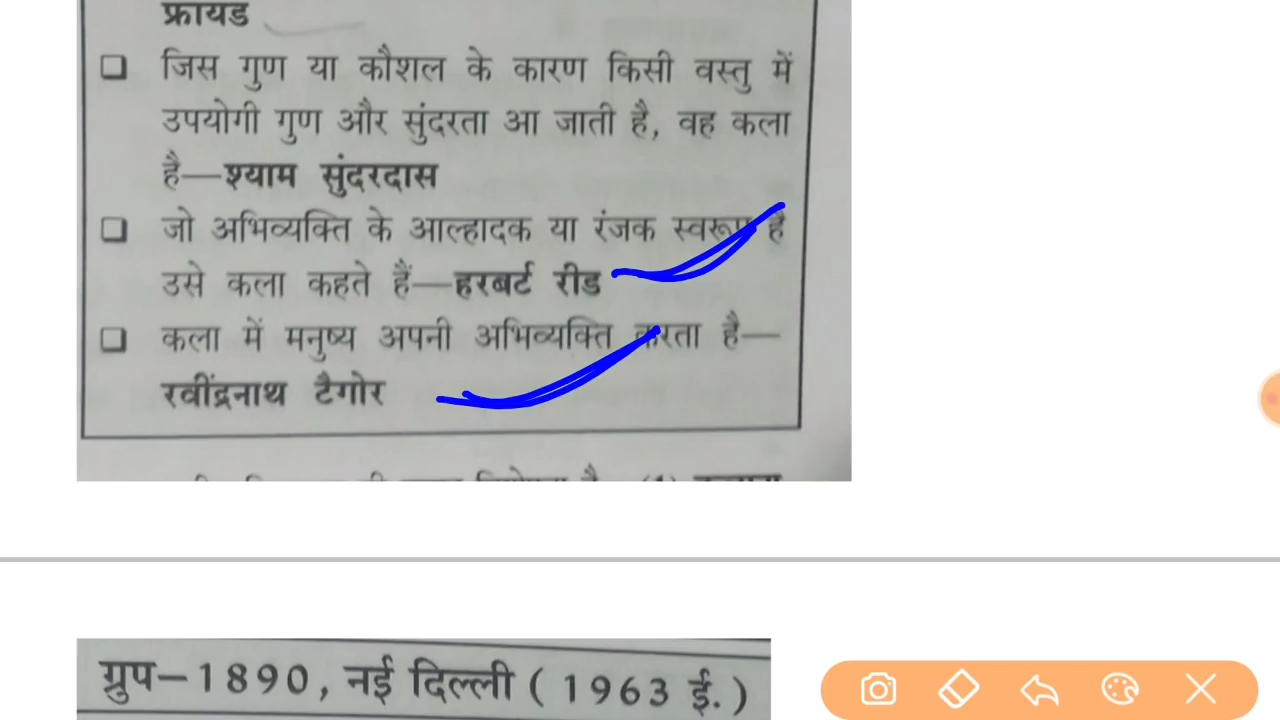 फ्रायड
❑ जिस गुण या कौशल के कारण किसी वस्तु में
उपयोगी गुण और सुंदरता आ जाती है, वह कला
है—श्याम सुंदरदास
❑ जो अभिव्यक्ति के आल्हादक या रंजक स्वरूप है
उसे कला कहते हैं—हरबर्ट रीड
❑ कला में मनुष्य अपनी अभिव्यक्ति करता है—
रवींद्रनाथ टैगोर
ग्रुप–1890, नई दिल्ली ( 1963 ई. )